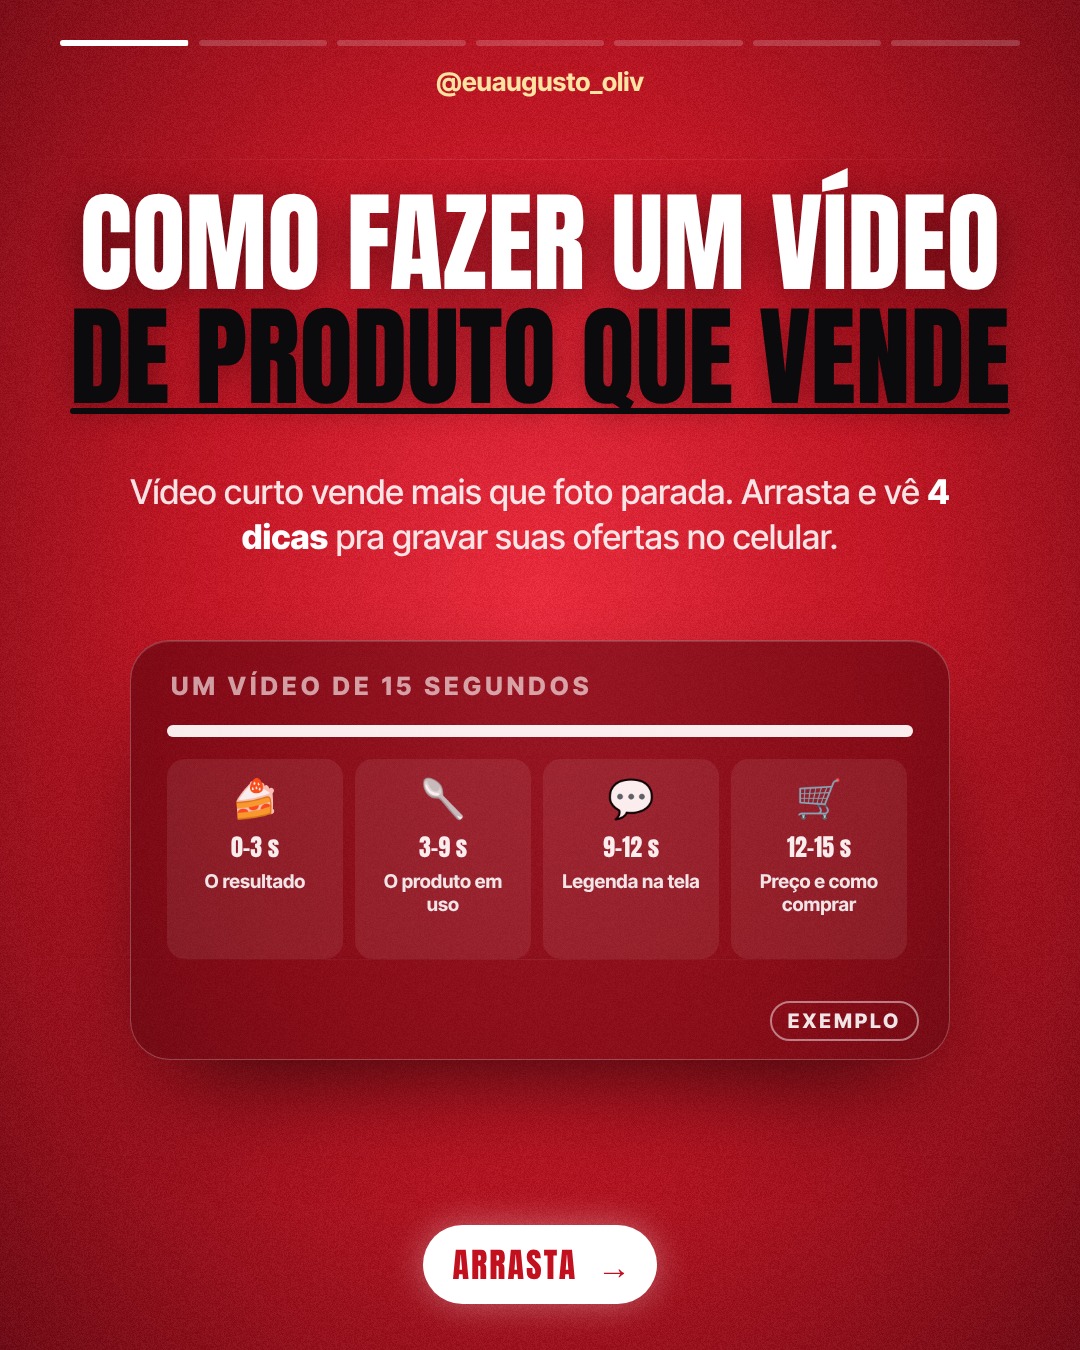 @euaugusto_oliv
COMO FAZER UM VÍDEO
DE PRODUTO QUE VENDE
Vídeo curto vende mais que foto parada. Arrasta e vê 4
dicas pra gravar suas ofertas no celular.
UM VÍDEO DE 15 SEGUNDOS
0-3 s
O resultado
3-9 s
O produto em
uso
9-12 s
Legenda na tela
12-15 s
Preço e como
comprar
EXEMPLO
ARRASTA →